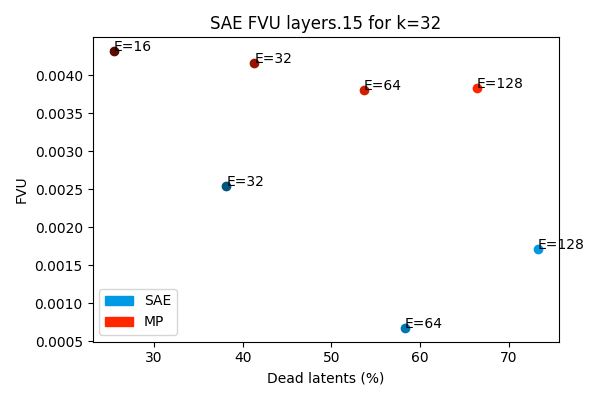 SAE FVU layers.15 for k=32
E=16
E=32
E=64
E=128
E=32
E=128
E=64
FVU
0.0040
0.0035
0.0030
0.0025
0.0020
0.0015
0.0010
0.0005
SAE
MP
30
40
50
60
70
Dead latents (%)